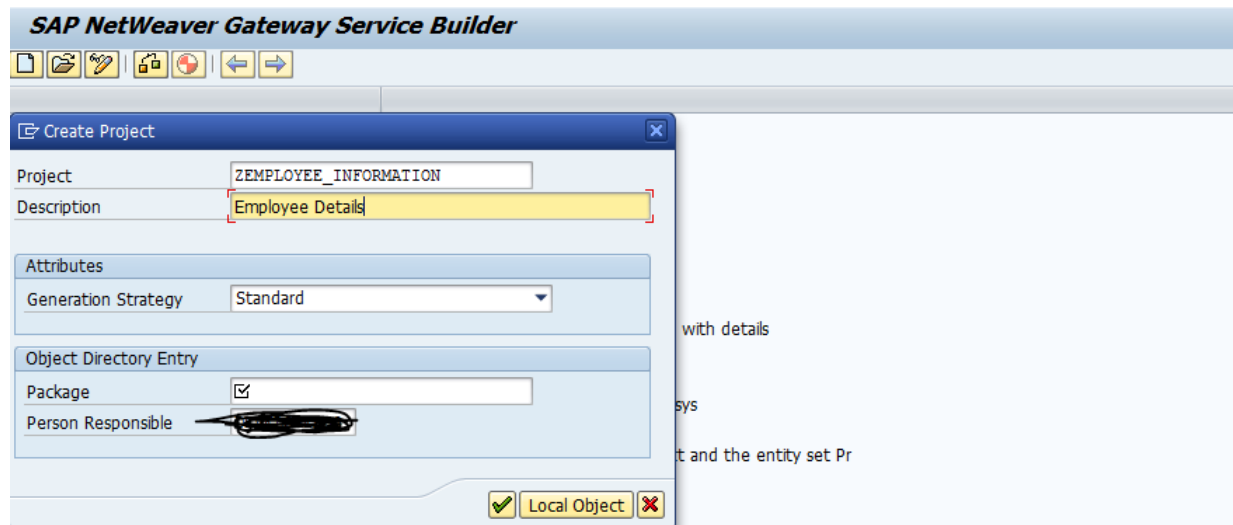 SAP NetWeaver Gateway Service Builder
Create Project
Project ZEMPLOYEE_INFORMATION
Description Employee Details
Attributes
Generation Strategy Standard
with details
Object Directory Entry
Package
sys
Person Responsible
t and the entity set Pr
Local Object